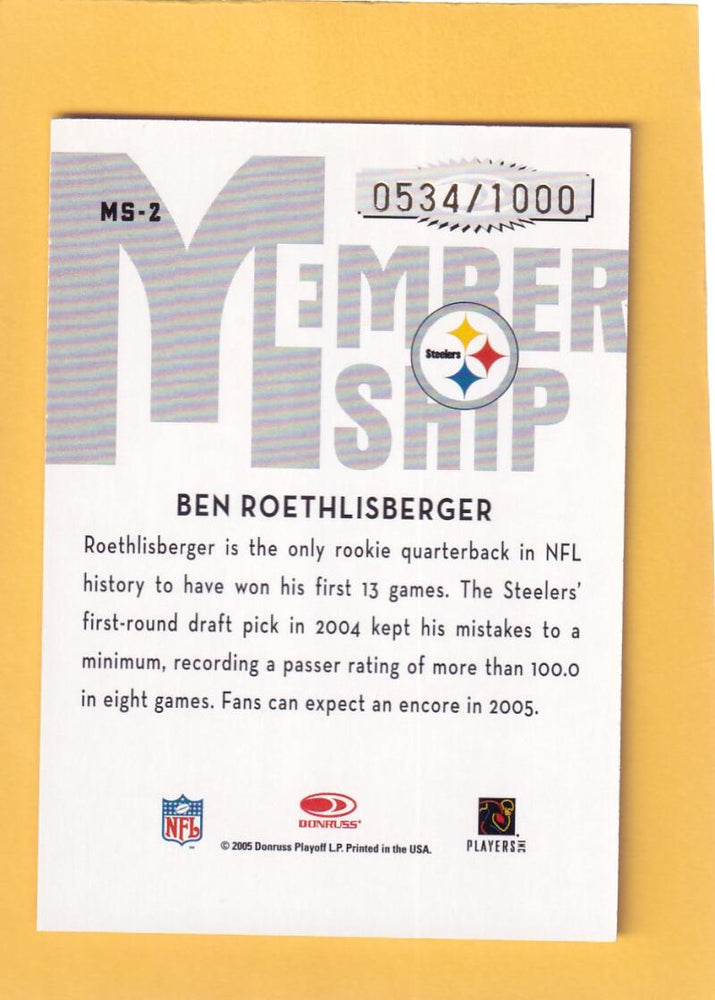 MS-2
0534/1000
MEMBER
SHIP
Steelers
BEN ROETHLISBERGER
Roethlisberger is the only rookie quarterback in NFL
history to have won his first 13 games. The Steelers'
first-round draft pick in 2004 kept his mistakes to a
minimum, recording a passer rating of more than 100.0
in eight games. Fans can expect an encore in 2005.
NFL
DONRUSS
PLAYERS INC
© 2005 Donruss Playoff L.P. Printed in the USA.